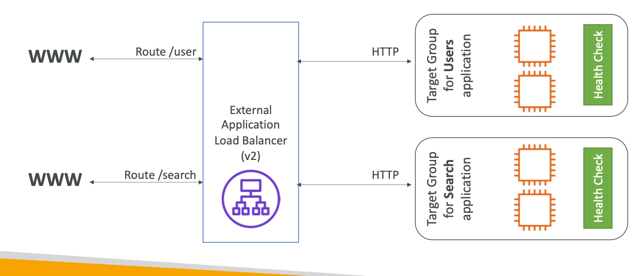 WWW
Route /user
HTTP
Target Group
for Users
application
Health Check
External
Application
Load Balancer
(v2)
WWW
Route /search
HTTP
Target Group
for Search
application
Health Check